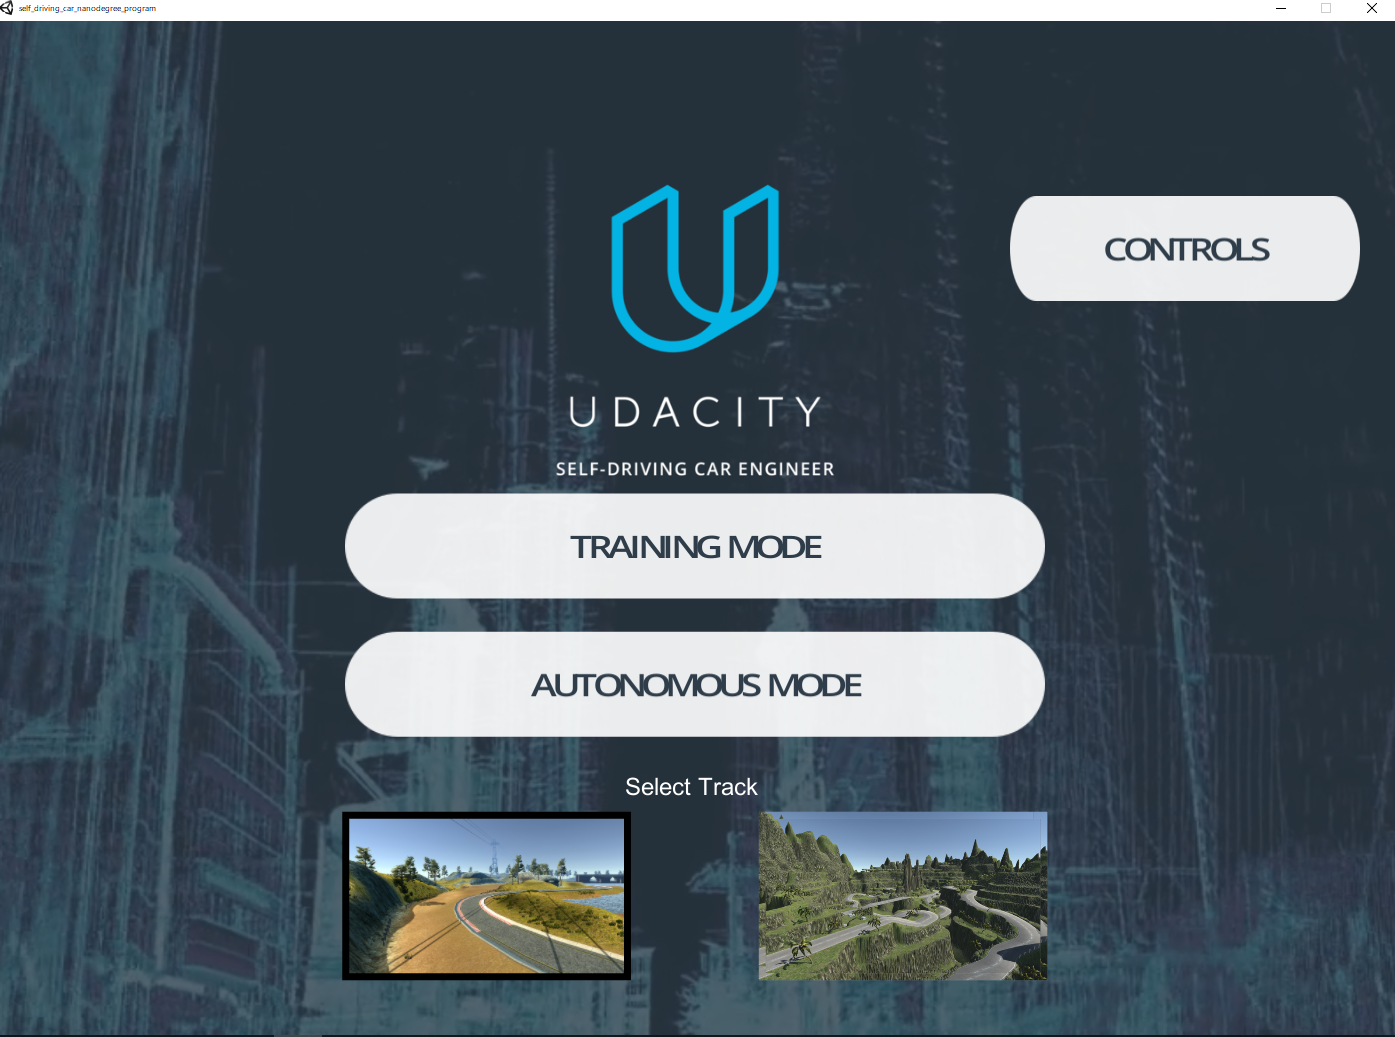 self_driving_car_nanodegree_program
CONTROLS
UDACITY
SELF-DRIVING CAR ENGINEER
TRAINING MODE
AUTONOMOUS MODE
Select Track